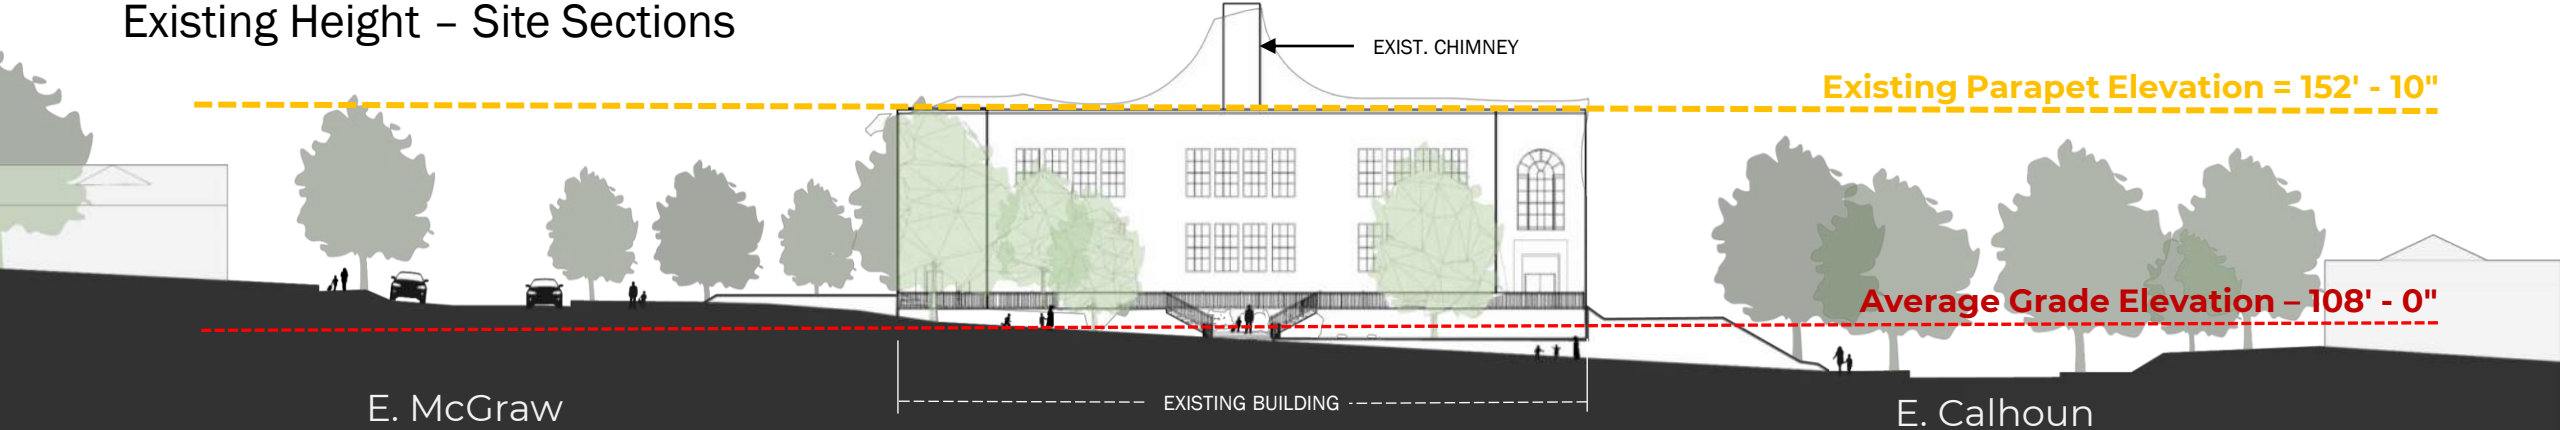 Existing Height – Site Sections
EXIST. CHIMNEY
Existing Parapet Elevation = 152' - 10"
Average Grade Elevation – 108' - 0"
E. McGraw
EXISTING BUILDING
E. Calhoun